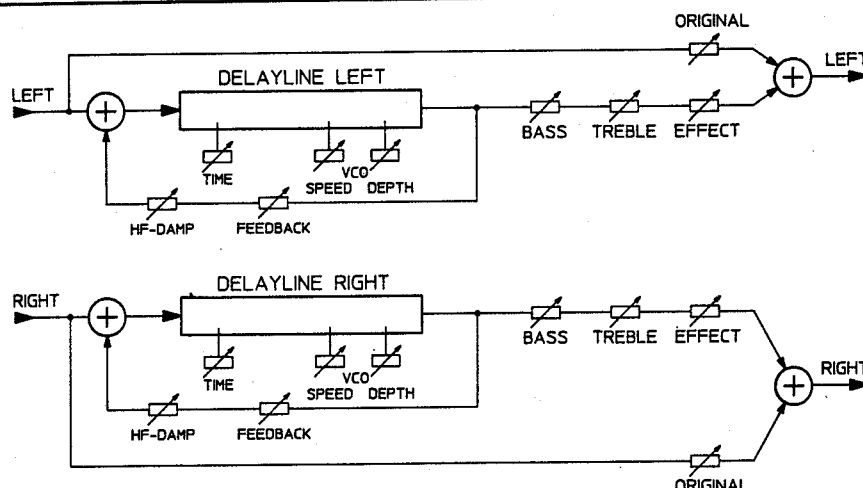 ORIGINAL
LEFT
DELAYLINE LEFT
LEFT
BASS TREBLE EFFECT
TIME
VCO
SPEED DEPTH
HF-DAMP FEEDBACK
DELAYLINE RIGHT
RIGHT
BASS TREBLE EFFECT
TIME
VCO
SPEED DEPTH
RIGHT
HF-DAMP FEEDBACK
ORIGINAL